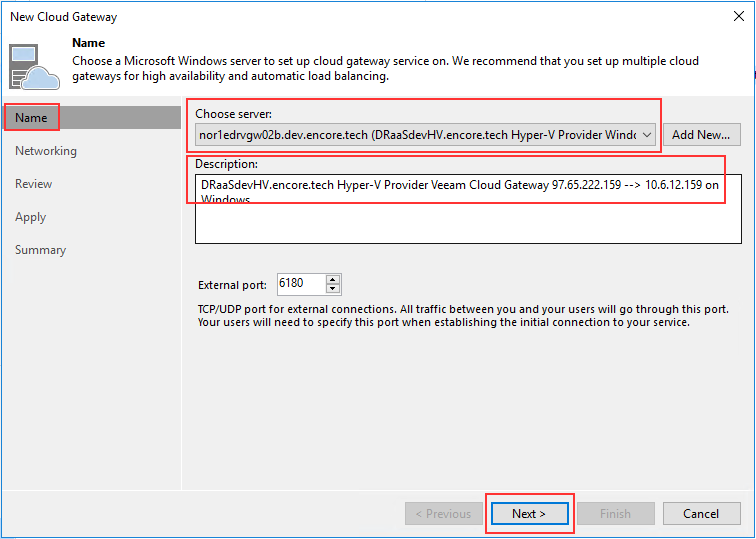 New Cloud Gateway
Name
Choose a Microsoft Windows server to set up cloud gateway service on. We recommend that you set up multiple cloud
gateways for high availability and automatic load balancing.
Name
Networking
Review
Apply
Summary
Choose server:
nor1edrvgw02b.dev.encore.tech (DRaaSdevHV.encore.tech Hyper-V Provider Windo
Add New...
Description:
DRaaSdevHV.encore.tech Hyper-V Provider Veeam Cloud Gateway 97.65.222.159 --> 10.6.12.159 on
Windows
External port:
6180
TCP/UDP port for external connections. All traffic between you and your users will go through this port.
Your users will need to specify this port when establishing the initial connection to your service.
< Previous
Next >
Finish
Cancel